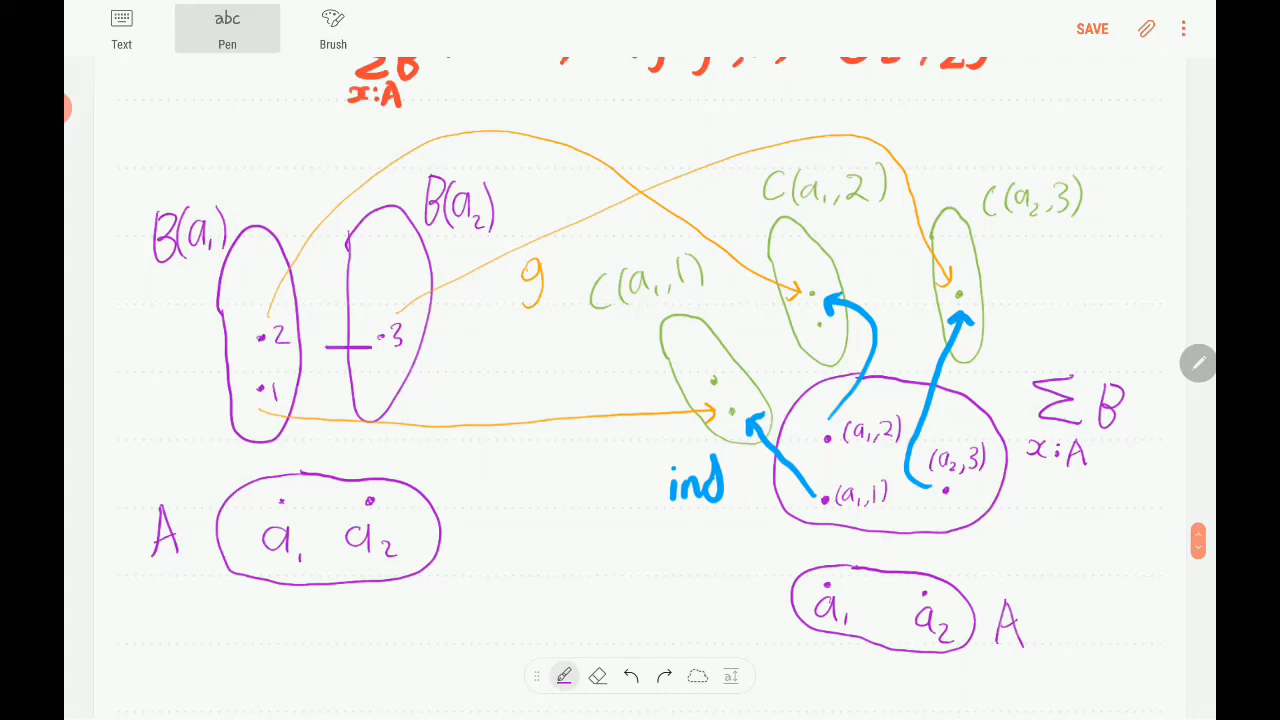 Text
abc
Pen
Brush
SAVE
∑ B
x:A
B(a₁)
B(a₂)
C(a₁,2)
C(a₂,3)
C(a₁,1)
g
2
3
1
ind
(a₁,2)
(a₂,3)
(a₁,1)
∑ B
x:A
A
a₁ a₂
a₁ a₂ A